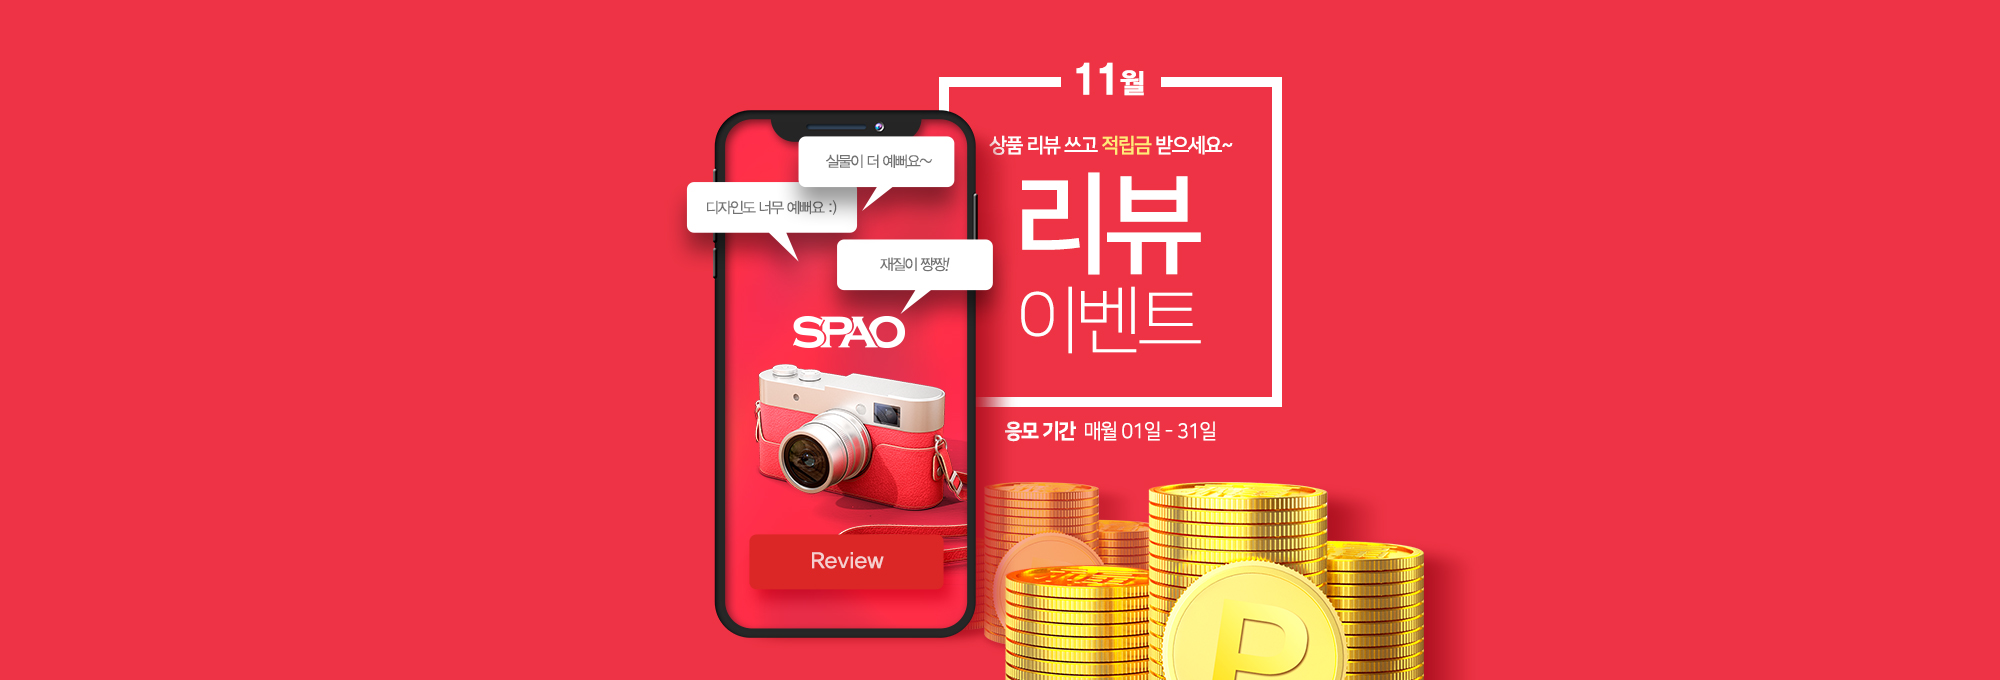 11월
상품 리뷰 쓰고 적립금 받으세요~
리뷰
이벤트
응모 기간 매월 01일 - 31일
실물이 더 예뻐요~
디자인도 너무 예뻐요 :)
재질이 짱짱!
SPAO
Review
P